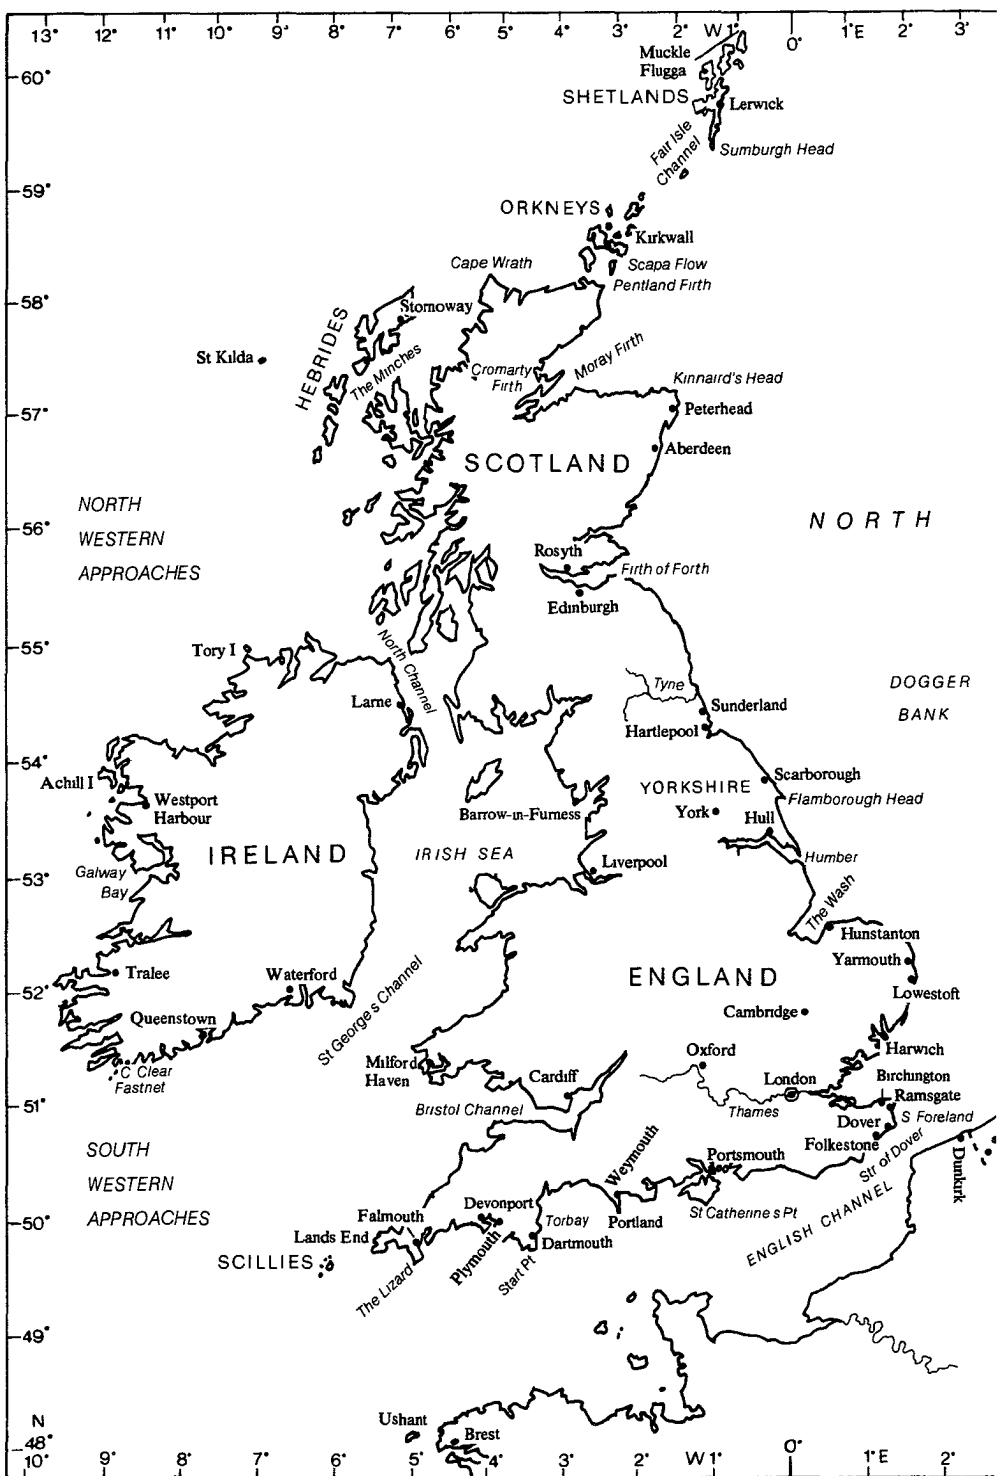 13° 12° 11° 10° 9° 8° 7° 6° 5° 4° 3° 2° W 1° 0° 1°E 2° 3°
Muckle
Flugga
60°
SHETLANDS
Lerwick
Fair Isle
Channel
Sumburgh Head
59°
ORKNEYS
Kirkwall
Cape Wrath
Scapa Flow
Pentland Firth
58°
Stornoway
HEBRIDES
St Kilda
The Minches
Cromarty
Firth
Moray Firth
Kinnaird's Head
57°
Peterhead
Aberdeen
SCOTLAND
NORTH
WESTERN
APPROACHES
NORTH
56°
Rosyth
Firth of Forth
Edinburgh
55°
Tory I
North Channel
Tyne
DOGGER
BANK
Larne
Sunderland
Hartlepool
54°
Achill I
Westport
Harbour
Scarborough
YORKSHIRE
Flamborough Head
Barrow-in-Furness
York
Hull
IRELAND
IRISH SEA
Liverpool
Humber
53°
Galway
Bay
The Wash
Hunstanton
Yarmouth
Tralee
Waterford
ENGLAND
52°
Lowestoft
St George's Channel
Cambridge
Queenstown
Harwich
Oxford
Milford
Haven
C Clear
Fastnet
Cardiff
London
Birchington
Ramsgate
51°
Bristol Channel
Thames
S Foreland
Dover
Folkestone
Str of Dover
Dunkirk
SOUTH
WESTERN
APPROACHES
Weymouth
Portsmouth
Devonport
Torbay
Portland
St Catherine's Pt
ENGLISH CHANNEL
50°
Falmouth
Lands End
Plymouth
Dartmouth
SCILLIES
The Lizard
Start Pt
49°
N
48°
Ushant
Brest
10° 9° 8° 7° 6° 5° 4° 3° 2° W 1° 0° 1°E 2°